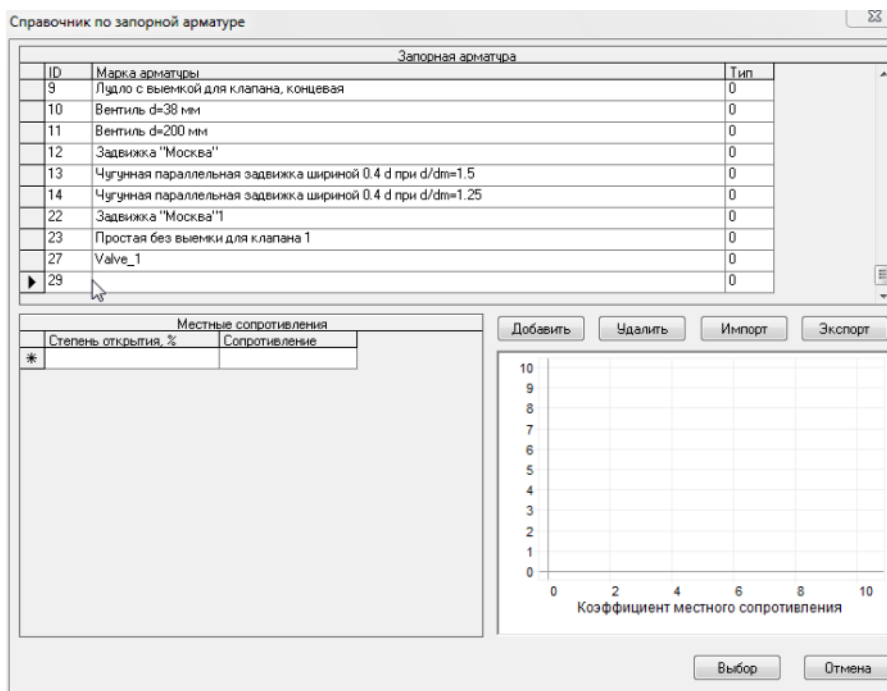 Справочник по запорной арматуре
Запорная арматура
ID Марка арматуры Тип
9 Лудло с выемкой для клапана, концевая 0
10 Вентиль d=38 мм 0
11 Вентиль d=200 мм 0
12 Задвижка "Москва" 0
13 Чугунная параллельная задвижка шириной 0.4 d при d/dm=1.5 0
14 Чугунная параллельная задвижка шириной 0.4 d при d/dm=1.25 0
22 Задвижка "Москва"1 0
23 Простая без выемки для клапана 1 0
27 Valve_1 0
29 0
Местные сопротивления
Степень открытия, % Сопротивление
Добавить Удалить Импорт Экспорт
10
9
8
7
6
5
4
3
2
1
0
0 2 4 6 8 10
Коэффициент местного сопротивления
Выбор Отмена